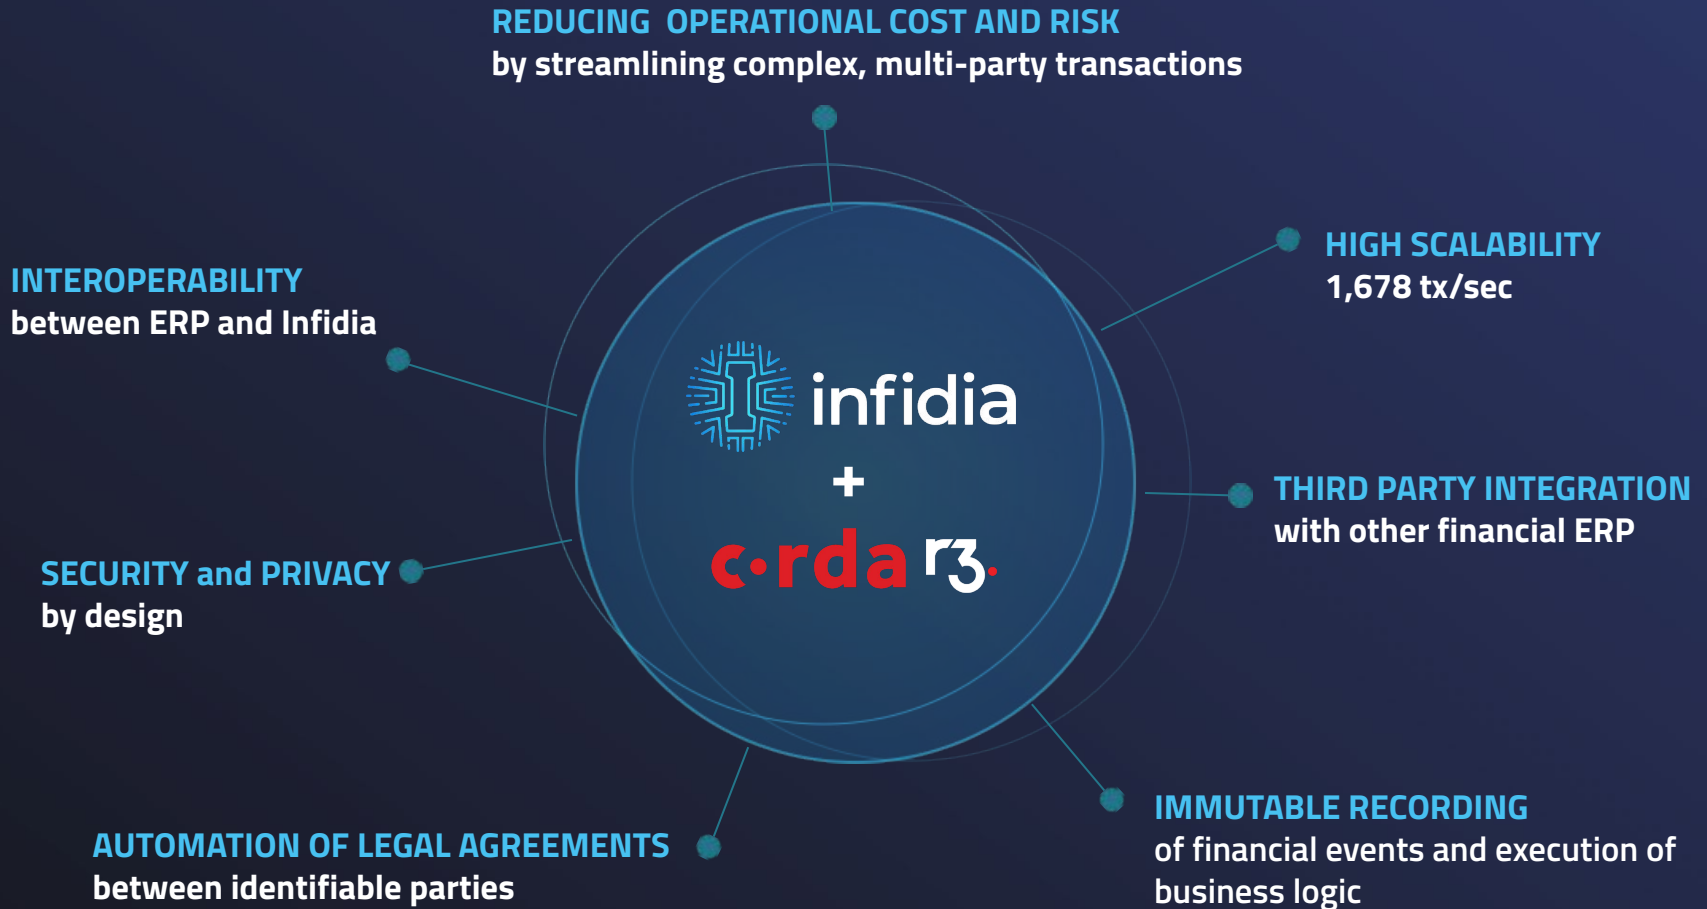 REDUCING OPERATIONAL COST AND RISK
by streamlining complex, multi-party transactions
HIGH SCALABILITY
1,678 tx/sec
INTEROPERABILITY
between ERP and Infidia
infidia
+
c•rda r3.
THIRD PARTY INTEGRATION
with other financial ERP
SECURITY and PRIVACY
by design
IMMUTABLE RECORDING
of financial events and execution of
business logic
AUTOMATION OF LEGAL AGREEMENTS
between identifiable parties